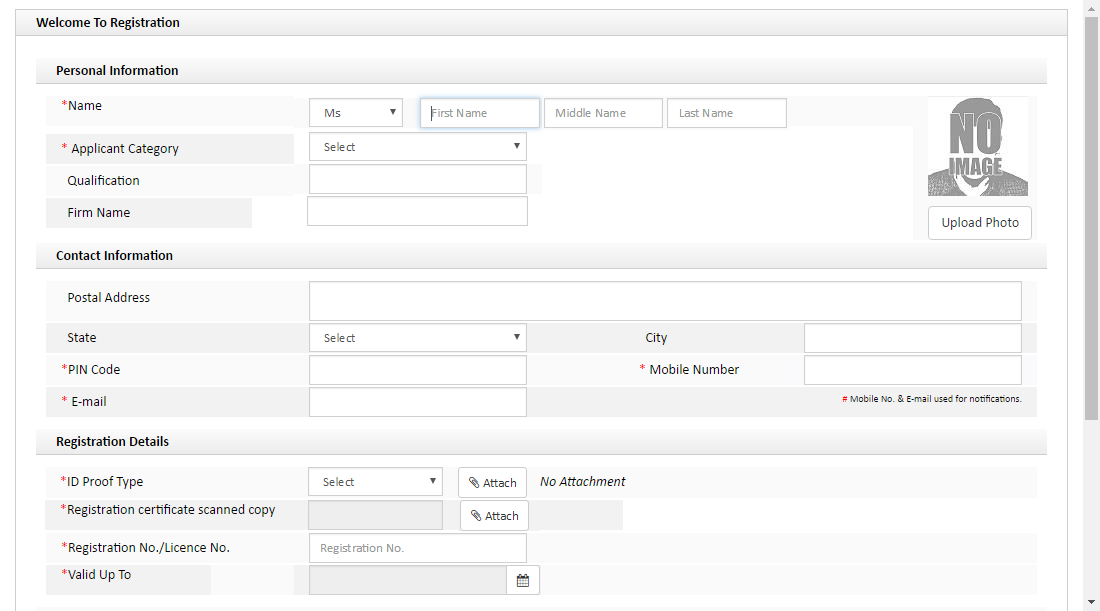 Welcome To Registration
Personal Information
*Name
Ms
First Name
Middle Name
Last Name
NO
IMAGE
* Applicant Category
Select
Qualification
Firm Name
Upload Photo
Contact Information
Postal Address
State
Select
City
*PIN Code
* Mobile Number
* E-mail
# Mobile No. & E-mail used for notifications.
Registration Details
*ID Proof Type
Select
Attach
No Attachment
*Registration certificate scanned copy
Attach
*Registration No./Licence No.
Registration No.
*Valid Up To